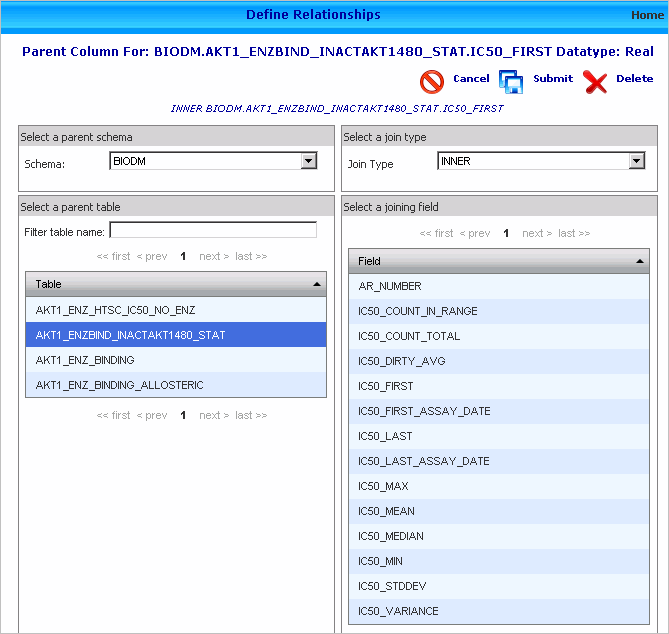 Define Relationships
Home
Parent Column For: BIODM.AKT1_ENZBIND_INACTAKT1480_STAT.IC50_FIRST Datatype: Real
Cancel Submit Delete
INNER BIODM.AKT1_ENZBIND_INACTAKT1480_STAT.IC50_FIRST
Select a parent schema
Schema: BIODM
Select a join type
Join Type INNER
Select a parent table
Filter table name:
<< first < prev 1 next > last >>
Table
AKT1_ENZ_HTSC_IC50_NO_ENZ
AKT1_ENZBIND_INACTAKT1480_STAT
AKT1_ENZ_BINDING
AKT1_ENZ_BINDING_ALLOSTERIC
<< first < prev 1 next > last >>
Select a joining field
<< first < prev 1 next > last >>
Field
AR_NUMBER
IC50_COUNT_IN_RANGE
IC50_COUNT_TOTAL
IC50_DIRTY_AVG
IC50_FIRST
IC50_FIRST_ASSAY_DATE
IC50_LAST
IC50_LAST_ASSAY_DATE
IC50_MAX
IC50_MEAN
IC50_MEDIAN
IC50_MIN
IC50_STDDEV
IC50_VARIANCE